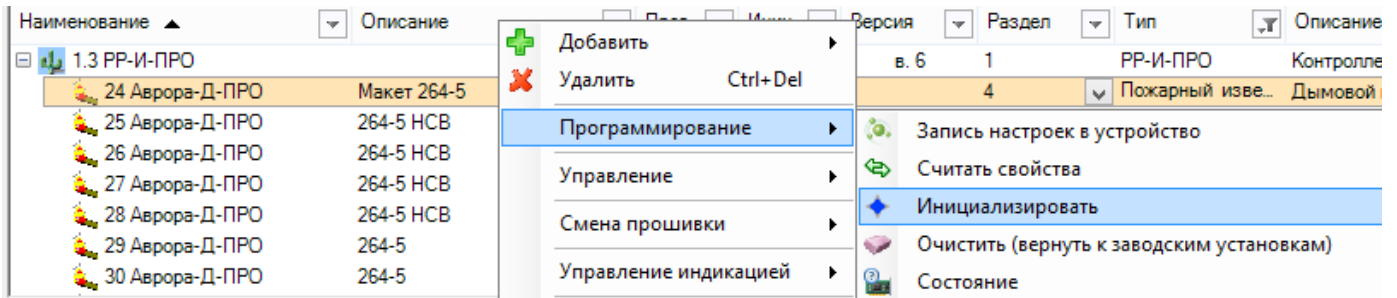 Наименование Описание Версия Раздел Тип Описание
1.3 РР-И-ПРО в. 6 1 РР-И-ПРО Контролле
24 Аврора-Д-ПРО Макет 264-5 4 Пожарный изве... Дымовой
25 Аврора-Д-ПРО 264-5 НСВ
26 Аврора-Д-ПРО 264-5 НСВ
27 Аврора-Д-ПРО 264-5 НСВ
28 Аврора-Д-ПРО 264-5 НСВ
29 Аврора-Д-ПРО 264-5
30 Аврора-Д-ПРО 264-5
Добавить
Удалить Ctrl+Del
Программирование
Управление
Смена прошивки
Управление индикацией
Запись настроек в устройство
Считать свойства
Инициализировать
Очистить (вернуть к заводским установкам)
Состояние